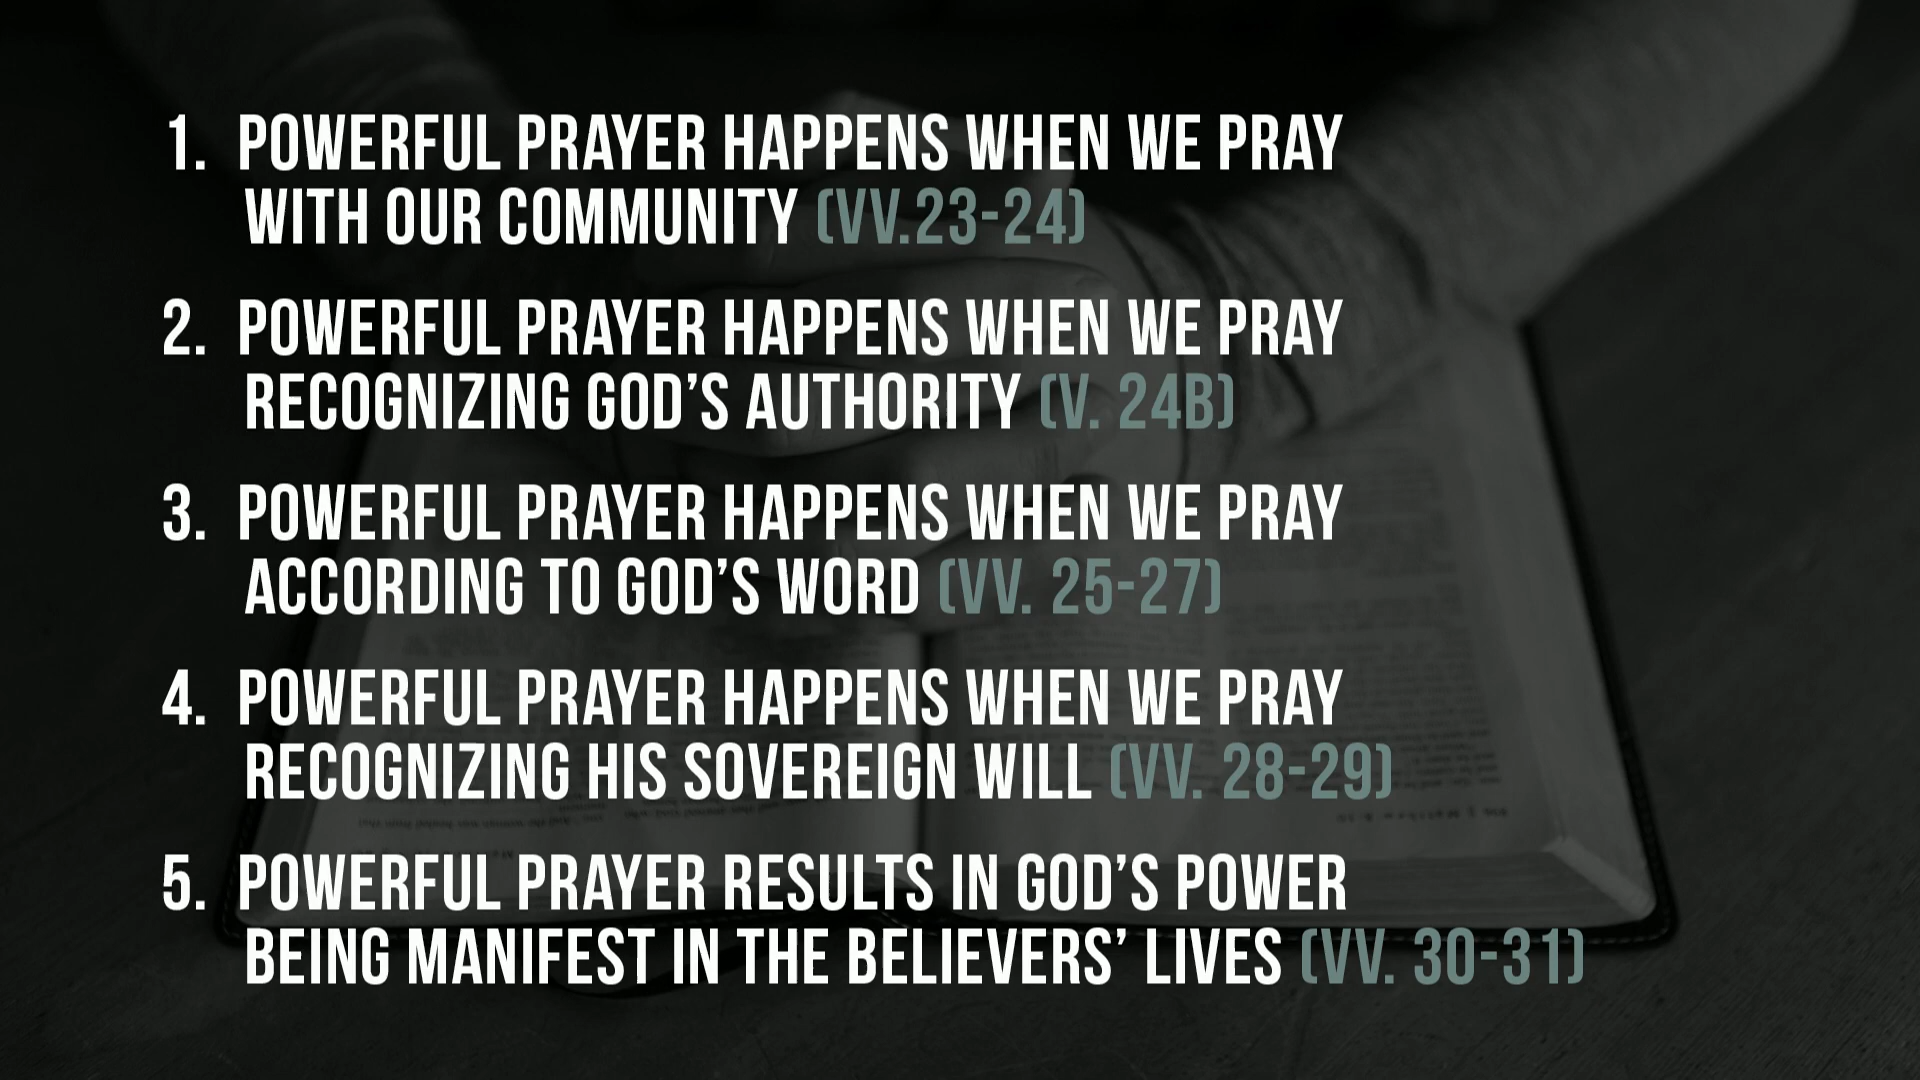 1. POWERFUL PRAYER HAPPENS WHEN WE PRAY
WITH OUR COMMUNITY (VV.23-24)
2. POWERFUL PRAYER HAPPENS WHEN WE PRAY
RECOGNIZING GOD’S AUTHORITY (V. 24B)
3. POWERFUL PRAYER HAPPENS WHEN WE PRAY
ACCORDING TO GOD’S WORD (VV. 25-27)
4. POWERFUL PRAYER HAPPENS WHEN WE PRAY
RECOGNIZING HIS SOVEREIGN WILL (VV. 28-29)
5. POWERFUL PRAYER RESULTS IN GOD’S POWER
BEING MANIFEST IN THE BELIEVERS’ LIVES (VV. 30-31)